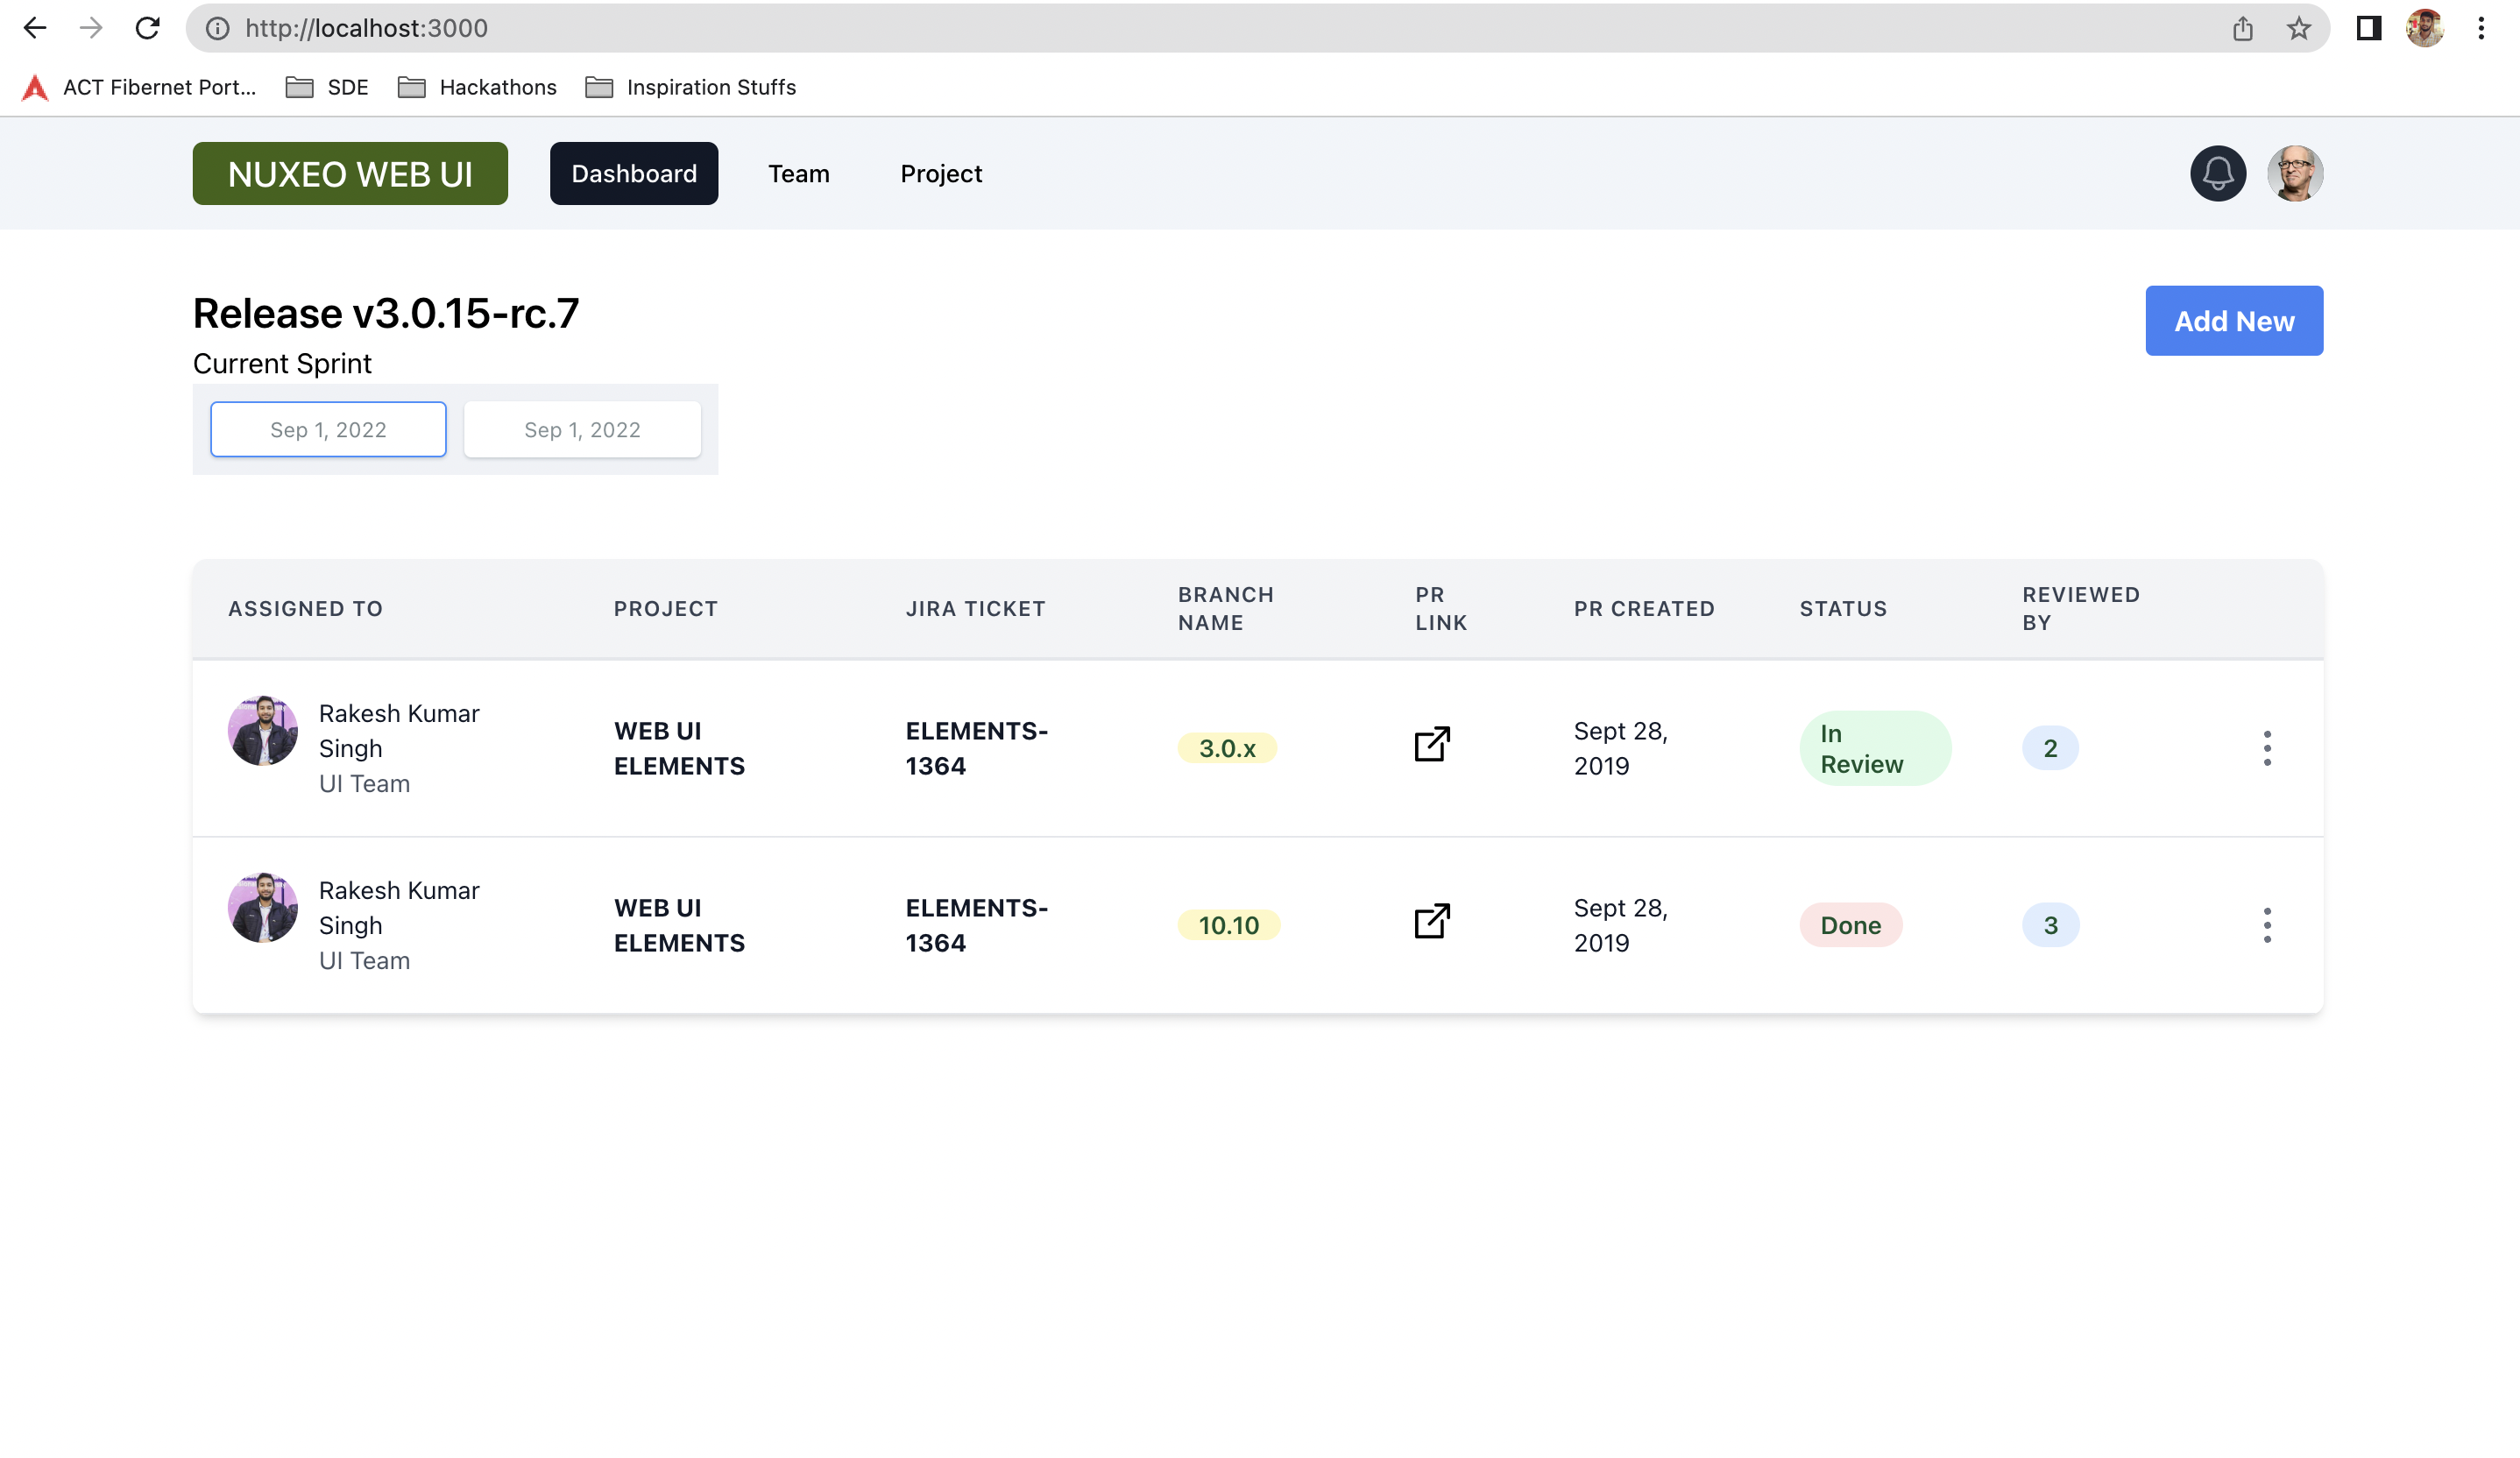 http://localhost:3000
ACT Fibernet Port... SDE Hackathons Inspiration Stuffs
NUXEO WEB UI Dashboard Team Project
Release v3.0.15-rc.7
Add New
Current Sprint
Sep 1, 2022 Sep 1, 2022
ASSIGNED TO PROJECT JIRA TICKET BRANCH NAME PR LINK PR CREATED STATUS REVIEWED BY
Rakesh Kumar Singh
UI Team
WEB UI ELEMENTS
ELEMENTS-1364
3.0.x
Sept 28, 2019
In Review
2
Rakesh Kumar Singh
UI Team
WEB UI ELEMENTS
ELEMENTS-1364
10.10
Sept 28, 2019
Done
3